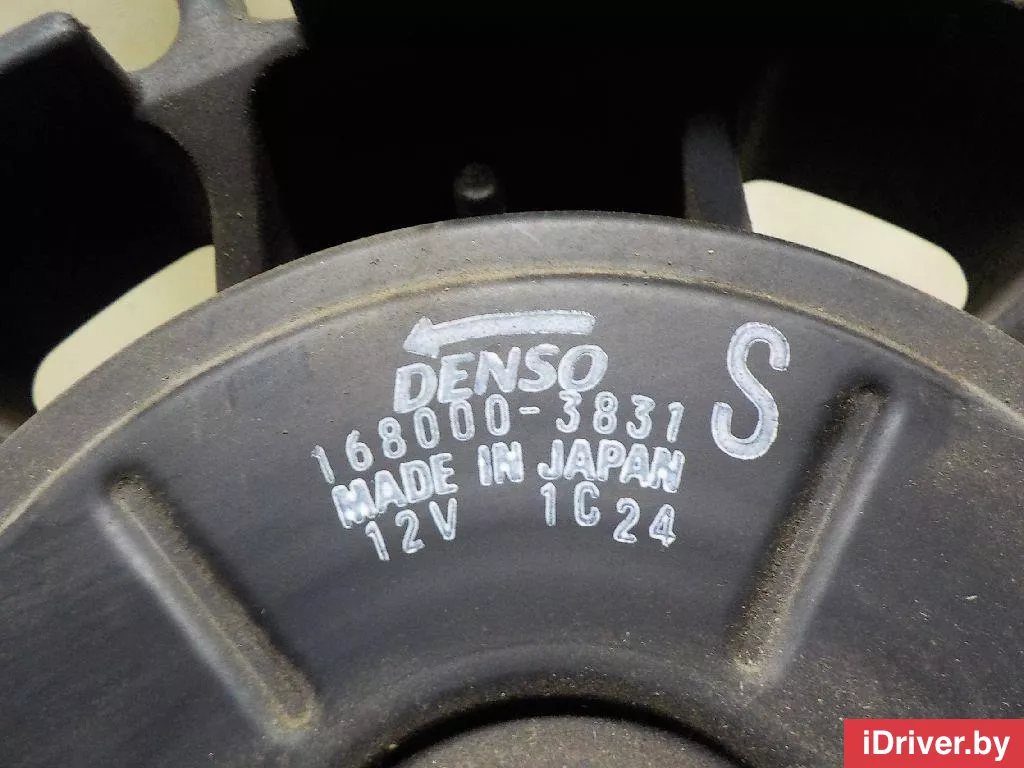 DENSO
S
168000-3831
MADE IN JAPAN
12V 1C24
iDriver.by